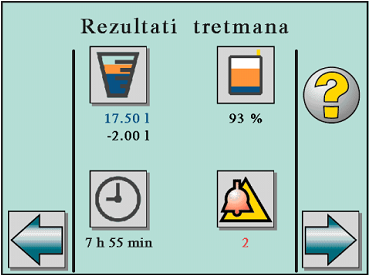 Rezultati tretmana
?
17.50 l
93 %
-2.00 l
7 h 55 min
2